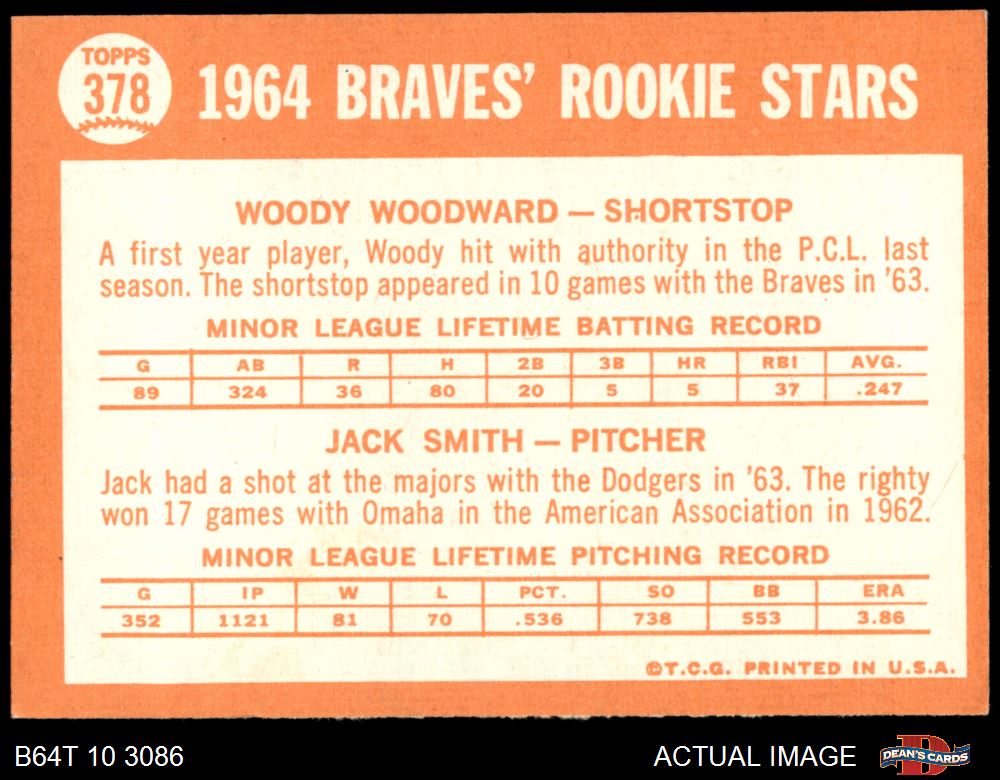 TOPPS
378
1964 BRAVES' ROOKIE STARS
WOODY WOODWARD — SHORTSTOP
A first year player, Woody hit with authority in the P.C.L. last
season. The shortstop appeared in 10 games with the Braves in '63.
MINOR LEAGUE LIFETIME BATTING RECORD
G AB R H 2B 3B HR RBI AVG.
89 324 36 80 20 5 5 37 .247
JACK SMITH — PITCHER
Jack had a shot at the majors with the Dodgers in '63. The righty
won 17 games with Omaha in the American Association in 1962.
MINOR LEAGUE LIFETIME PITCHING RECORD
G IP W L PCT. SO BB ERA
352 1121 81 70 .536 738 553 3.86
©T.C.G. PRINTED IN U.S.A.
B64T 10 3086
ACTUAL IMAGE
D
DEAN'S CARDS